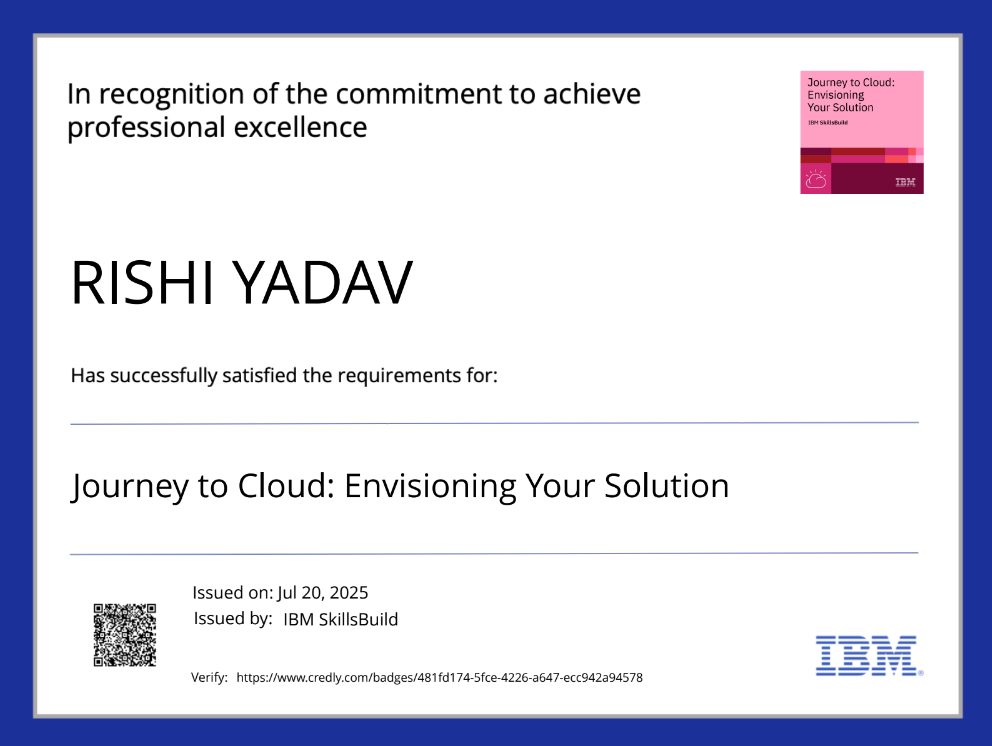 In recognition of the commitment to achieve
professional excellence
Journey to Cloud:
Envisioning
Your Solution
IBM SkillsBuild
IBM
RISHI YADAV
Has successfully satisfied the requirements for:
Journey to Cloud: Envisioning Your Solution
Issued on: Jul 20, 2025
Issued by: IBM SkillsBuild
Verify: https://www.credly.com/badges/481fd174-5fce-4226-a647-ecc942a94578
IBM®